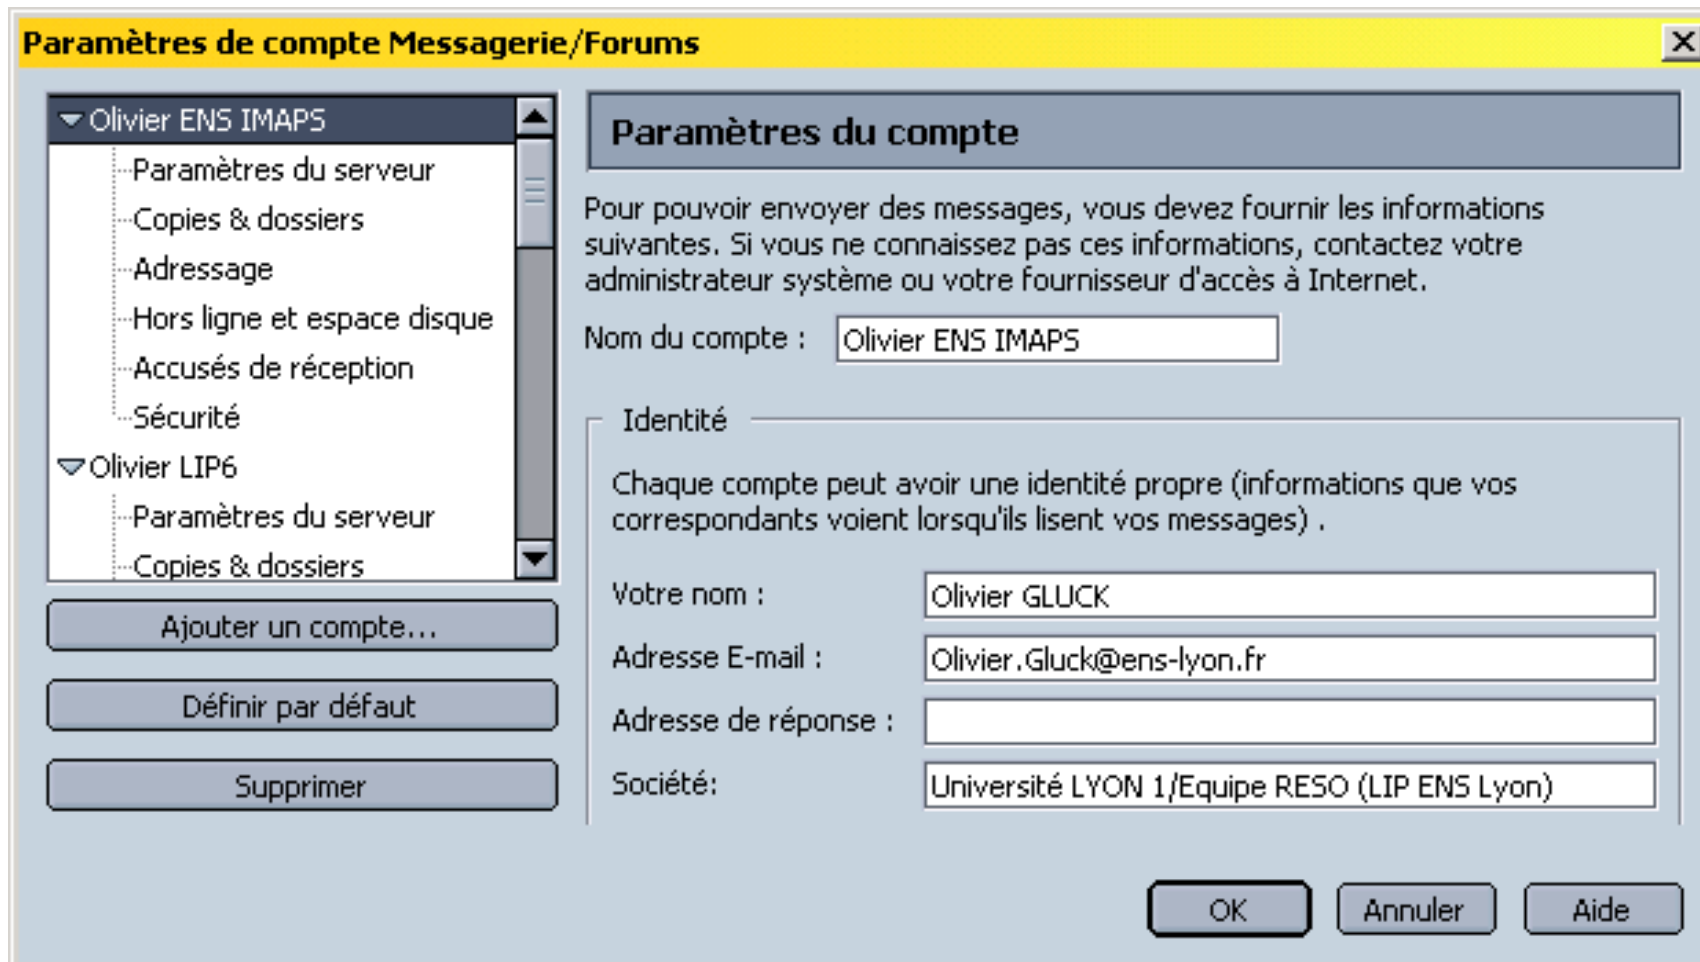 Paramètres de compte Messagerie/Forums
Olivier ENS IMAPS
Paramètres du serveur
Copies & dossiers
Adressage
Hors ligne et espace disque
Accusés de réception
Sécurité
Olivier LIP6
Paramètres du serveur
Copies & dossiers
Ajouter un compte...
Définir par défaut
Supprimer
Paramètres du compte
Pour pouvoir envoyer des messages, vous devez fournir les informations
suivantes. Si vous ne connaissez pas ces informations, contactez votre
administrateur système ou votre fournisseur d'accès à Internet.
Nom du compte : Olivier ENS IMAPS
Identité
Chaque compte peut avoir une identité propre (informations que vos
correspondants voient lorsqu'ils lisent vos messages) .
Votre nom : Olivier GLUCK
Adresse E-mail : Olivier.Gluck@ens-lyon.fr
Adresse de réponse :
Société: Université LYON 1/Equipe RESO (LIP ENS Lyon)
OK Annuler Aide